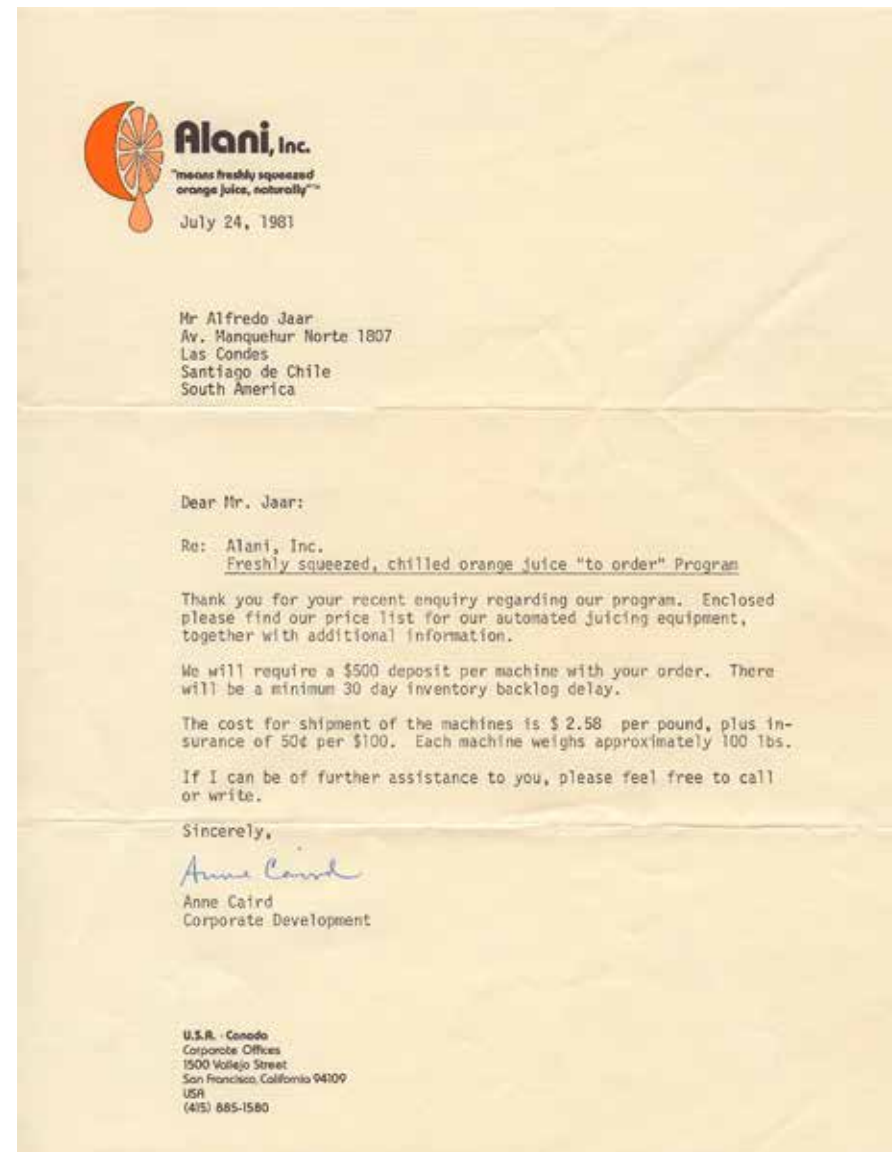 Alani, Inc.
"means freshly squeezed
orange juice, naturally"™
July 24, 1981
Mr Alfredo Jaar
Av. Manquehur Norte 1807
Las Condes
Santiago de Chile
South America
Dear Mr. Jaar:
Re: Alani, Inc.
Freshly squeezed, chilled orange juice "to order" Program
Thank you for your recent enquiry regarding our program. Enclosed
please find our price list for our automated juicing equipment,
together with additional information.
We will require a $500 deposit per machine with your order. There
will be a minimum 30 day inventory backlog delay.
The cost for shipment of the machines is $ 2.58 per pound, plus in-
surance of 50¢ per $100. Each machine weighs approximately 100 lbs.
If I can be of further assistance to you, please feel free to call
or write.
Sincerely,
Anne Caird
Anne Caird
Corporate Development
U.S.A. - Canada
Corporate Offices
1500 Vallejo Street
San Francisco, California 94109
USA
(415) 885-1580